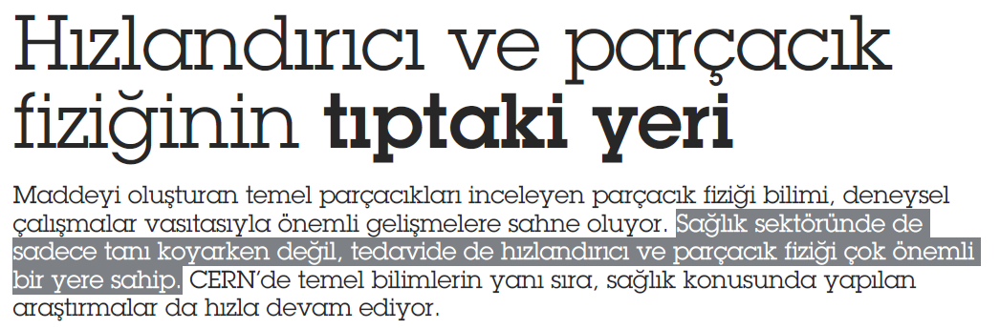 Hızlandırıcı ve parçacık
fiziğinin tıptaki yeri
Maddeyi oluşturan temel parçacıkları inceleyen parçacık fiziği bilimi, deneysel
çalışmalar vasıtasıyla önemli gelişmelere sahne oluyor. Sağlık sektöründe de
sadece tanı koyarken değil, tedavide de hızlandırıcı ve parçacık fiziği çok önemli
bir yere sahip. CERN’de temel bilimlerin yanı sıra, sağlık konusunda yapılan
araştırmalar da hızla devam ediyor.